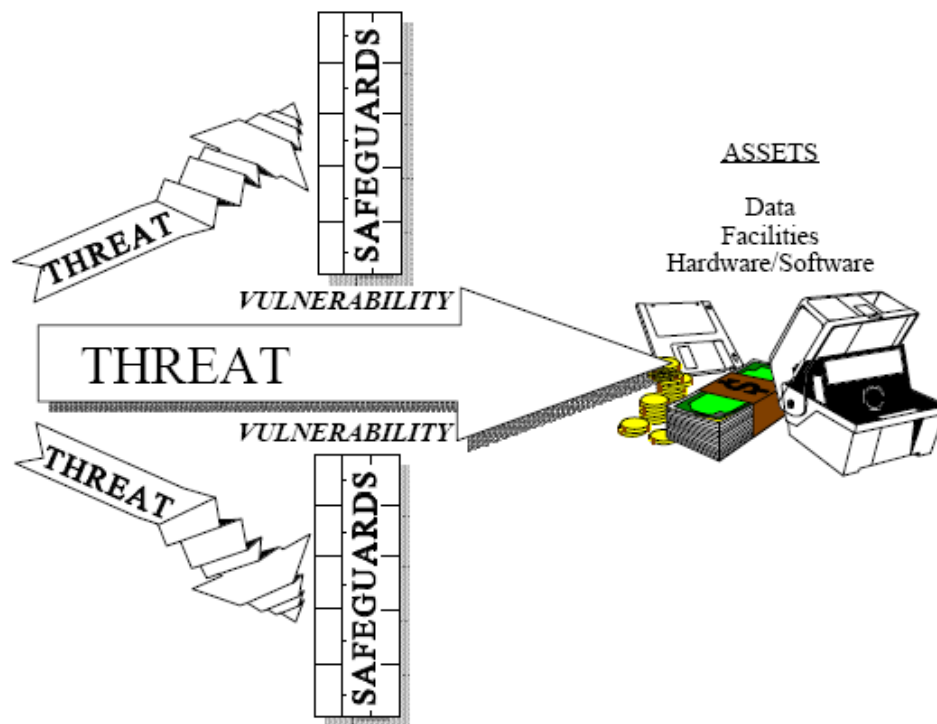 SAFEGUARDS
THREAT
ASSETS
Data
Facilities
Hardware/Software
VULNERABILITY
THREAT
VULNERABILITY
THREAT
SAFEGUARDS